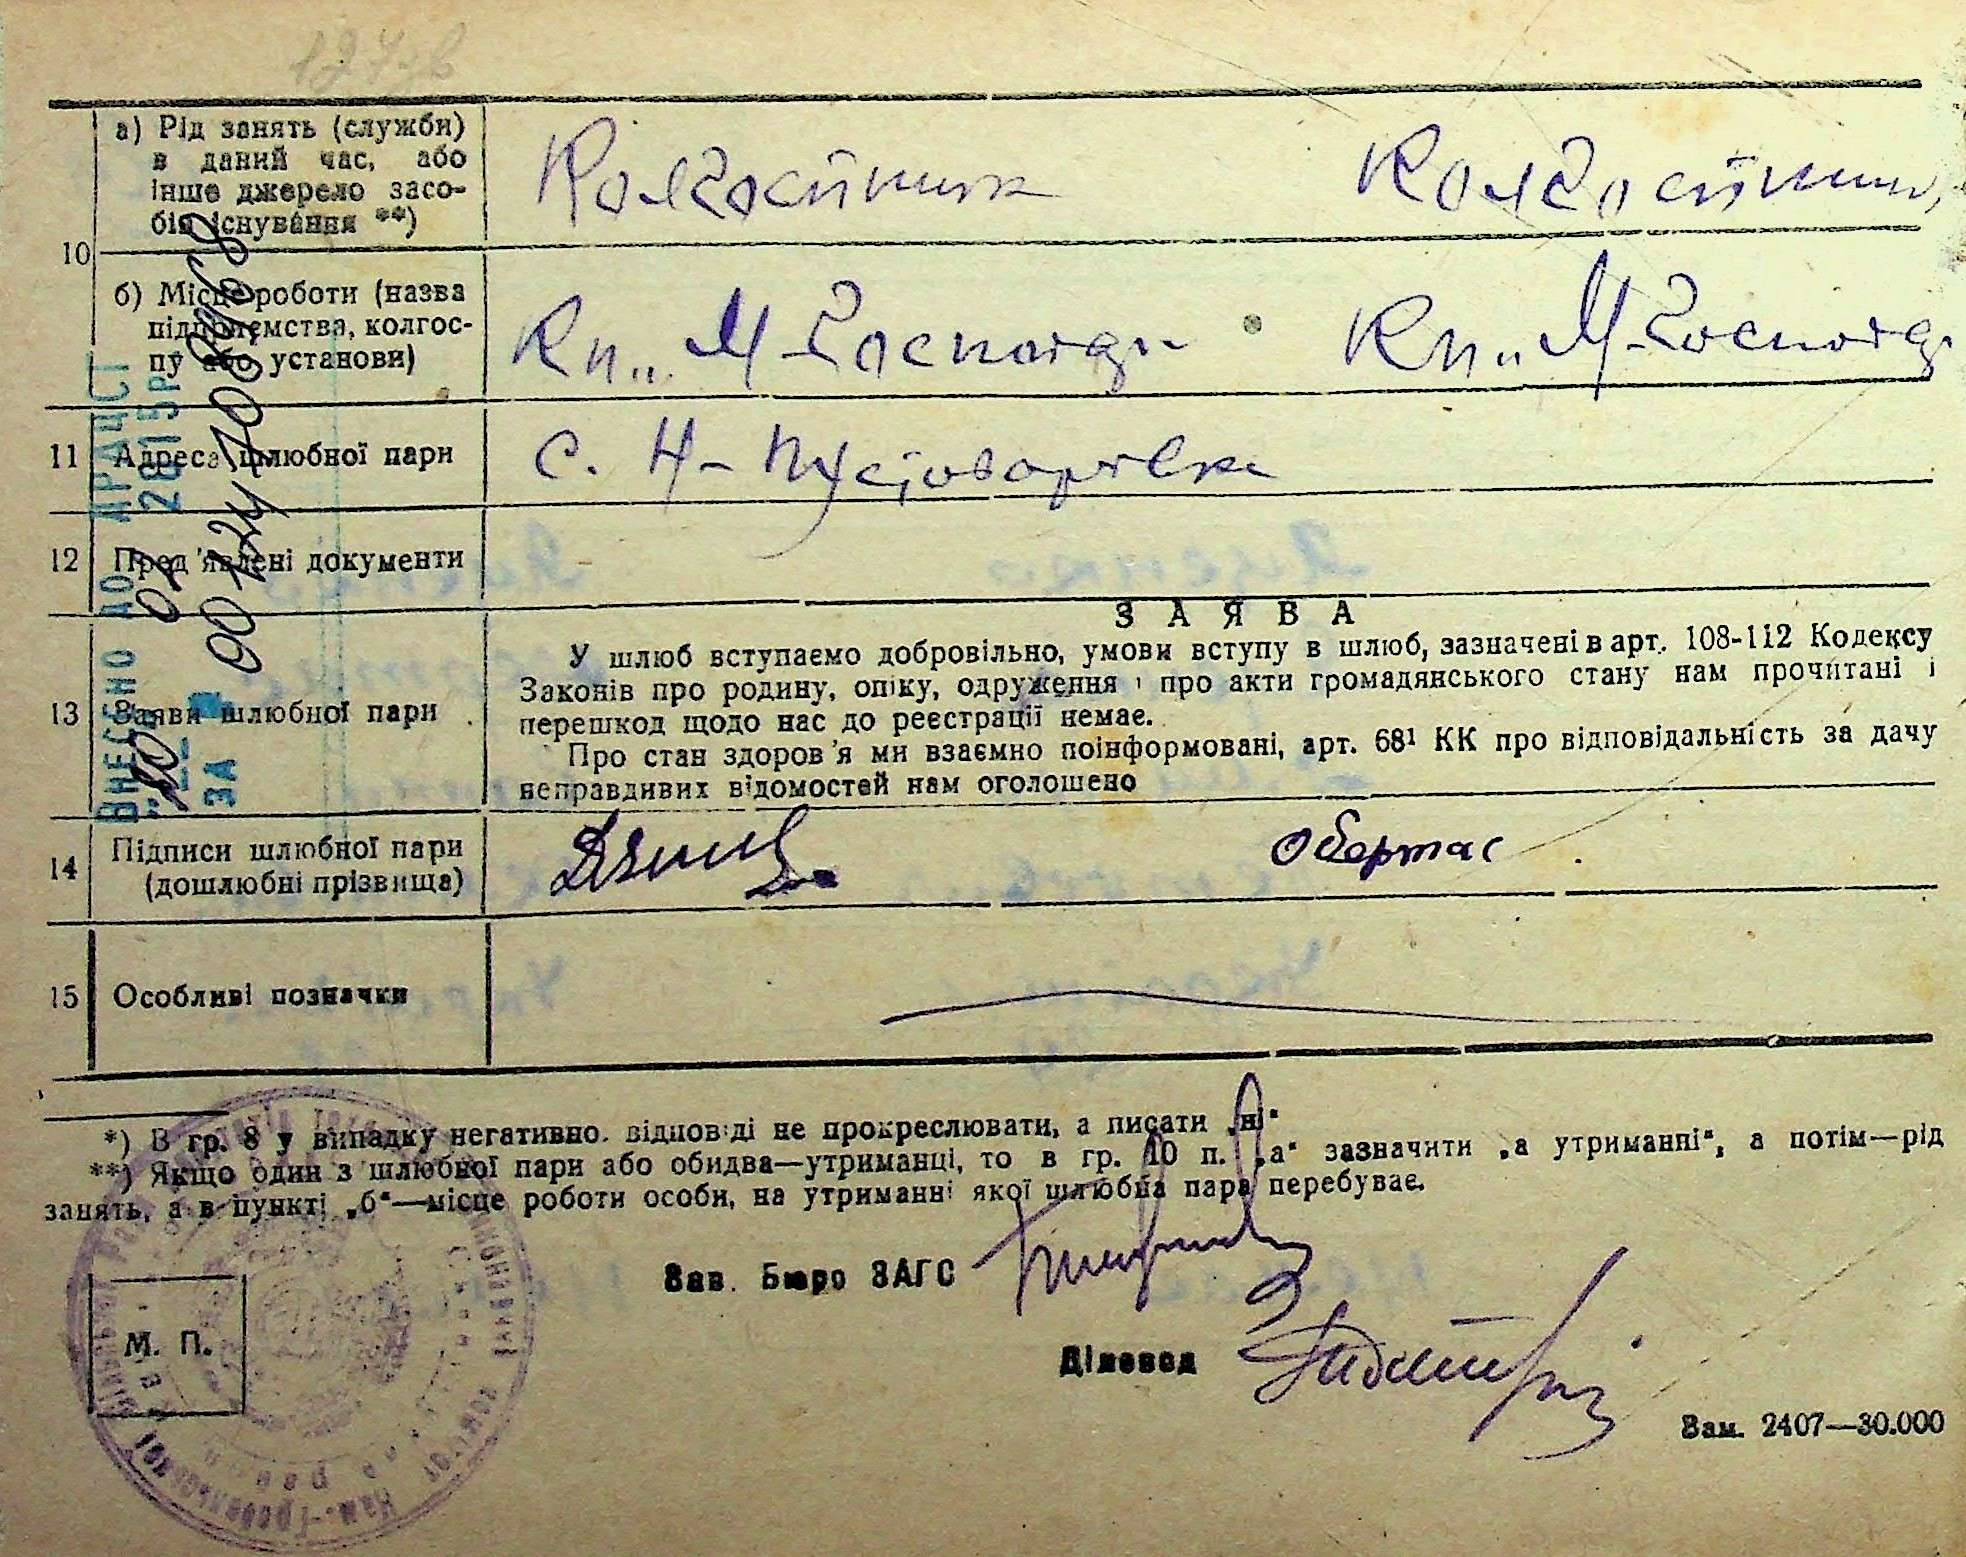 а) Рід занять (служби)
в даний час, або
інше джерело засо-
бів існування **)
Колгоспник
10
б) Місце роботи (назва
підприємства, колгос-
пу або установи)
11 Адреса шлюбної пари
с. Н-Пустоварівка
12 Пред'явлені документи
ЗАЯВА
13 Заяви шлюбної пари
У шлюб вступаємо добровільно, умови вступу в шлюб, зазначені в арт. 108-112 Кодексу
Законів про родину, опіку, одруження і про акти громадянського стану нам прочитані і
перешкод щодо нас до реєстрації немає.
Про стан здоров'я ми взаємно поінформовані, арт. 68¹ КК про відповідальність за дачу
неправдивих відомостей нам оголошено
14 Підписи шлюбної пари
(дошлюбні прізвища)
Обертас
15 Особливі позначки
*) В гр. 8 у випадку негативно. відповіді не прокреслювати, а писати „ні“
**) Якщо один з шлюбної пари або обидва—утриманці, то в гр. 10 п. „а“ зазначити „а утриманні“, а потім—рід
занять, а в пункті „б“—місце роботи особи, на утриманні якої шлюбна пара перебуває.
Зав. Бюро ЗАГС
М. П.
Діловод
Зам. 2407—30.000
ВНЕСЕНО ДО ДРАЦСГ
ЗА № 00124700468